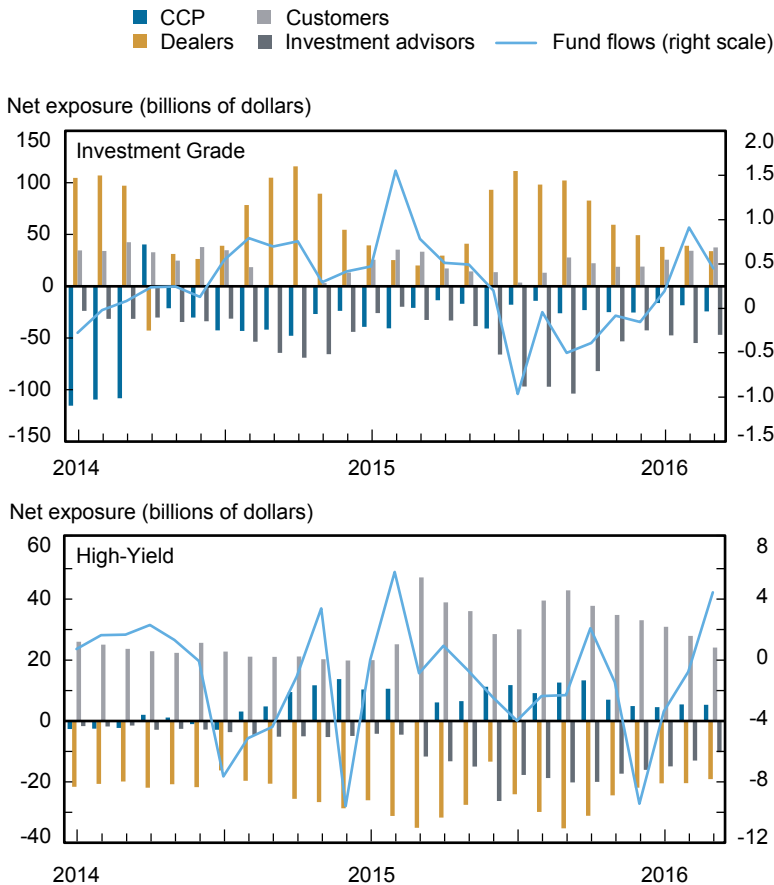 CCP Customers
Dealers Investment advisors Fund flows (right scale)
Net exposure (billions of dollars)
Investment Grade
150 2.0
100 1.5
50 1.0
0 0.5
-50 0
-100 -0.5
-150 -1.0
-1.5
2014 2015 2016
Net exposure (billions of dollars)
High-Yield
60 8
40 4
20 0
0 -4
-20 -8
-40 -12
2014 2015 2016